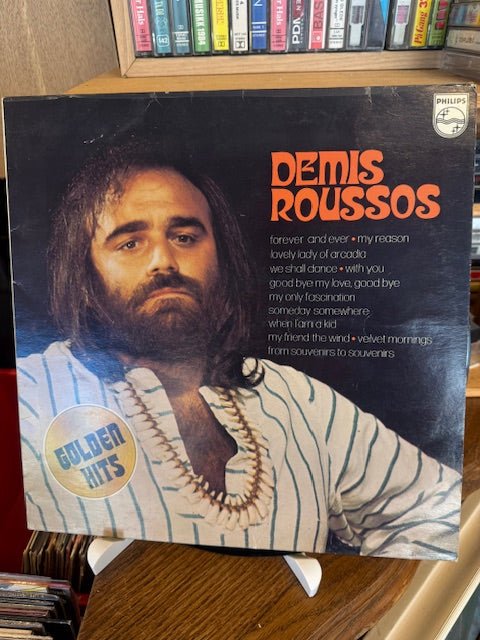 PHILIPS
DEMIS
ROUSSOS
forever and ever • my reason
lovely lady of arcadia
we shall dance • with you
good bye my love, good bye
my only fascination
someday somewhere
when I am a kid
my friend the wind • velvet mornings
from souvenirs to souvenirs
GOLDEN
HITS